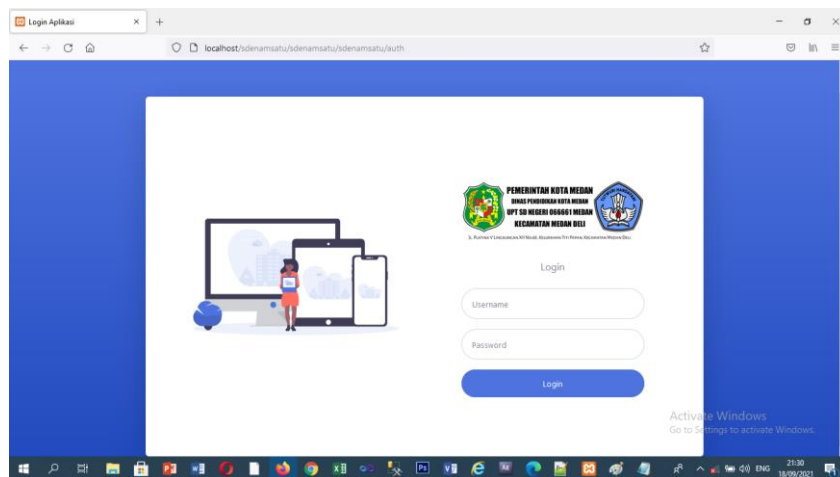 Login Aplikasi
localhost/sdenamsatu/sdenamsatu/sdenamsatu/auth
PEMERINTAH KOTA MEDAN
DINAS PENDIDIKAN KOTA MEDAN
UPT SD NEGERI 066661 MEDAN
KECAMATAN MEDAN DELI
Login
Username
Password
Login
Activate Windows
Go to Settings to activate Windows.
ENG
21:30
18/09/2021